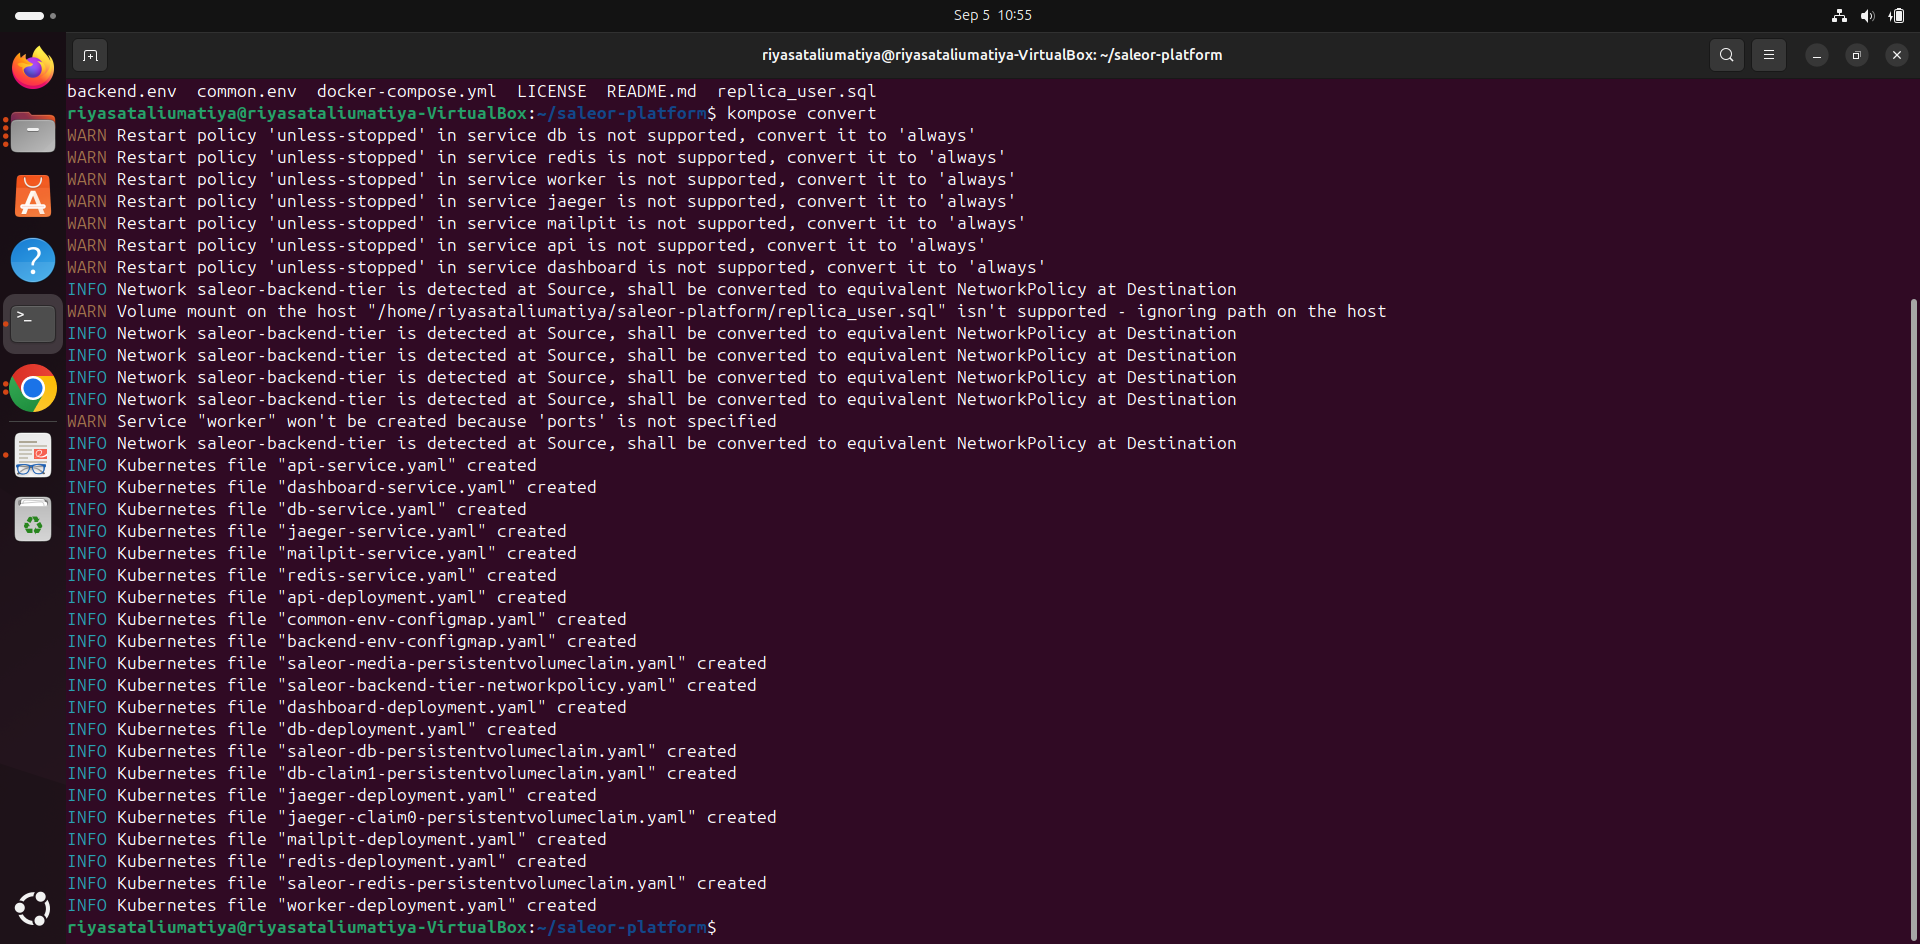 Sep 5 10:55
riyasataliumatiya@riyasataliumatiya-VirtualBox: ~/saleor-platform
backend.env common.env docker-compose.yml LICENSE README.md replica_user.sql
riyasataliumatiya@riyasataliumatiya-VirtualBox:~/saleor-platform$ kompose convert
WARN Restart policy 'unless-stopped' in service db is not supported, convert it to 'always'
WARN Restart policy 'unless-stopped' in service redis is not supported, convert it to 'always'
WARN Restart policy 'unless-stopped' in service worker is not supported, convert it to 'always'
WARN Restart policy 'unless-stopped' in service jaeger is not supported, convert it to 'always'
WARN Restart policy 'unless-stopped' in service mailpit is not supported, convert it to 'always'
WARN Restart policy 'unless-stopped' in service api is not supported, convert it to 'always'
WARN Restart policy 'unless-stopped' in service dashboard is not supported, convert it to 'always'
INFO Network saleor-backend-tier is detected at Source, shall be converted to equivalent NetworkPolicy at Destination
WARN Volume mount on the host "/home/riyasataliumatiya/saleor-platform/replica_user.sql" isn't supported - ignoring path on the host
INFO Network saleor-backend-tier is detected at Source, shall be converted to equivalent NetworkPolicy at Destination
INFO Network saleor-backend-tier is detected at Source, shall be converted to equivalent NetworkPolicy at Destination
INFO Network saleor-backend-tier is detected at Source, shall be converted to equivalent NetworkPolicy at Destination
INFO Network saleor-backend-tier is detected at Source, shall be converted to equivalent NetworkPolicy at Destination
WARN Service "worker" won't be created because 'ports' is not specified
INFO Network saleor-backend-tier is detected at Source, shall be converted to equivalent NetworkPolicy at Destination
INFO Kubernetes file "api-service.yaml" created
INFO Kubernetes file "dashboard-service.yaml" created
INFO Kubernetes file "db-service.yaml" created
INFO Kubernetes file "jaeger-service.yaml" created
INFO Kubernetes file "mailpit-service.yaml" created
INFO Kubernetes file "redis-service.yaml" created
INFO Kubernetes file "api-deployment.yaml" created
INFO Kubernetes file "common-env-configmap.yaml" created
INFO Kubernetes file "backend-env-configmap.yaml" created
INFO Kubernetes file "saleor-media-persistentvolumeclaim.yaml" created
INFO Kubernetes file "saleor-backend-tier-networkpolicy.yaml" created
INFO Kubernetes file "dashboard-deployment.yaml" created
INFO Kubernetes file "db-deployment.yaml" created
INFO Kubernetes file "saleor-db-persistentvolumeclaim.yaml" created
INFO Kubernetes file "db-claim1-persistentvolumeclaim.yaml" created
INFO Kubernetes file "jaeger-deployment.yaml" created
INFO Kubernetes file "jaeger-claim0-persistentvolumeclaim.yaml" created
INFO Kubernetes file "mailpit-deployment.yaml" created
INFO Kubernetes file "redis-deployment.yaml" created
INFO Kubernetes file "saleor-redis-persistentvolumeclaim.yaml" created
INFO Kubernetes file "worker-deployment.yaml" created
riyasataliumatiya@riyasataliumatiya-VirtualBox:~/saleor-platform$